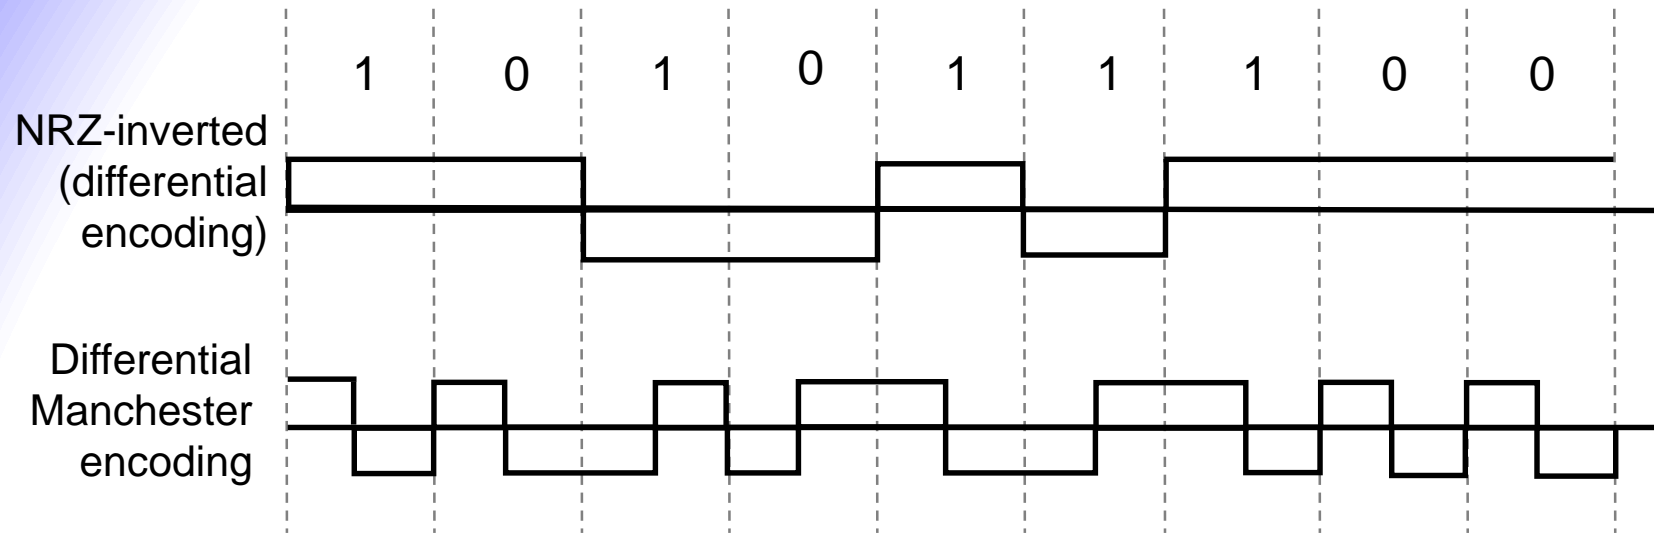 1 0 1 0 1 1 1 0 0
NRZ-inverted
(differential
encoding)
Differential
Manchester
encoding